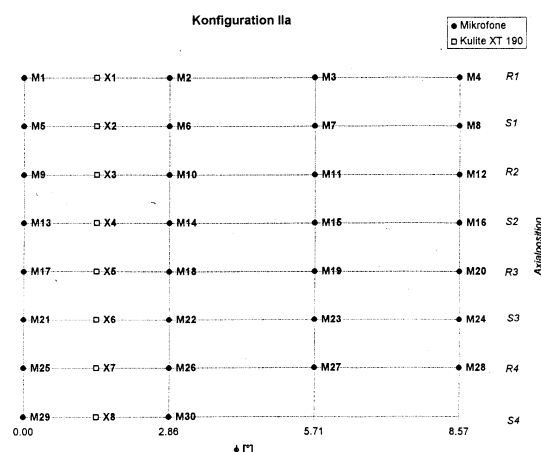 Konfiguration IIa
Mikrofone
Kulite XT 190
M1 X1 M2 M3 M4 R1
M5 X2 M6 M7 M8 S1
M9 X3 M10 M11 M12 R2
M13 X4 M14 M15 M16 S2
M17 X5 M18 M19 M20 R3
M21 X6 M22 M23 M24 S3
M25 X7 M26 M27 M28 R4
M29 X8 M30 S4
0.00 2.86 5.71 8.57
ϕ [°]
Axialposition